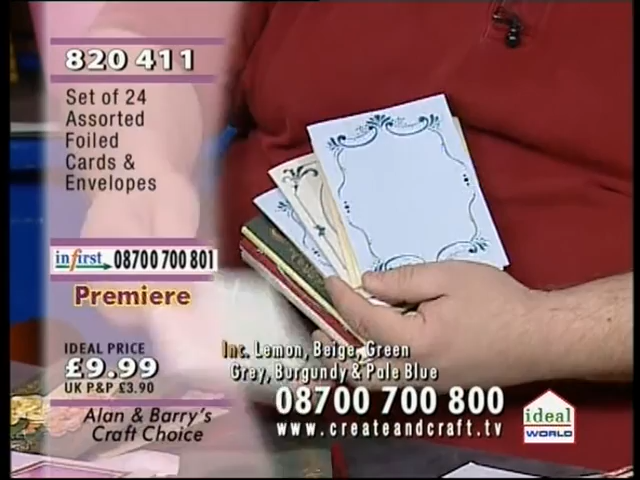 820 411
Set of 24
Assorted
Foiled
Cards &
Envelopes
infirst 08700 700 801
Premiere
IDEAL PRICE
£9.99
UK P&P £3.90
Alan & Barry's
Craft Choice
Inc. Lemon, Beige, Green
Grey, Burgundy & Pale Blue
08700 700 800
www.createandcraft.tv
ideal
WORLD